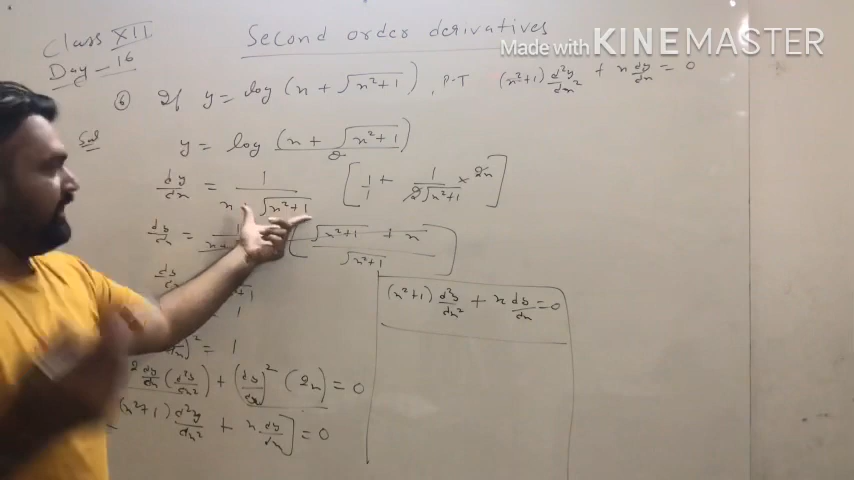 Class XII
Second order derivatives
Made with KINEMASTER
Day - 16
⑥ If y = log (x + √(x²+1)), P.T (x²+1) d²y/dx² + x dy/dx = 0
Sol
y = log (x + √(x²+1))
dy/dx = 1/(x + √(x²+1)) [1/1 + 1/(2√(x²+1)) × 2x]
dy/dx = 1 (√(x²+1) + x)/√(x²+1)
(x²+1) d²y/dx² + x dy/dx = 0
= 1
= 1
2 dy/dx (d²y/dx²) + (dy/dx)² (2x) = 0
(x²+1) d²y/dx² + x dy/dx] = 0